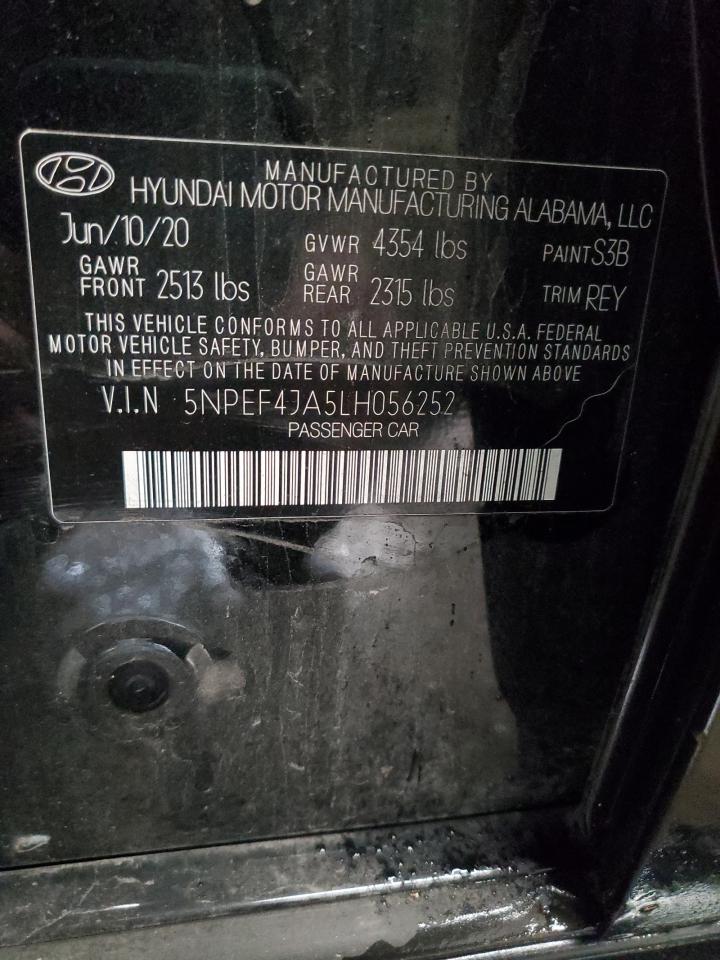 MANUFACTURED BY
HYUNDAI MOTOR MANUFACTURING ALABAMA, LLC
Jun/10/20 GVWR 4354 lbs PAINT S3B
GAWR FRONT 2513 lbs GAWR REAR 2315 lbs TRIM REY
THIS VEHICLE CONFORMS TO ALL APPLICABLE U.S.A. FEDERAL
MOTOR VEHICLE SAFETY, BUMPER, AND THEFT PREVENTION STANDARDS
IN EFFECT ON THE DATE OF MANUFACTURE SHOWN ABOVE
V.I.N 5NPEF4JA5LH056252
PASSENGER CAR